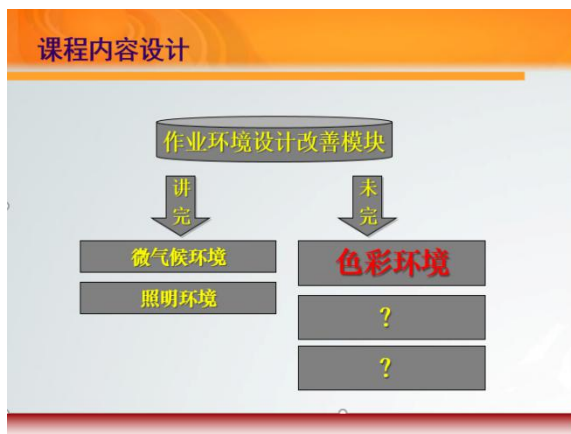 课程内容设计
作业环境设计改善模块
讲完
未完
微气候环境
色彩环境
照明环境
？
？